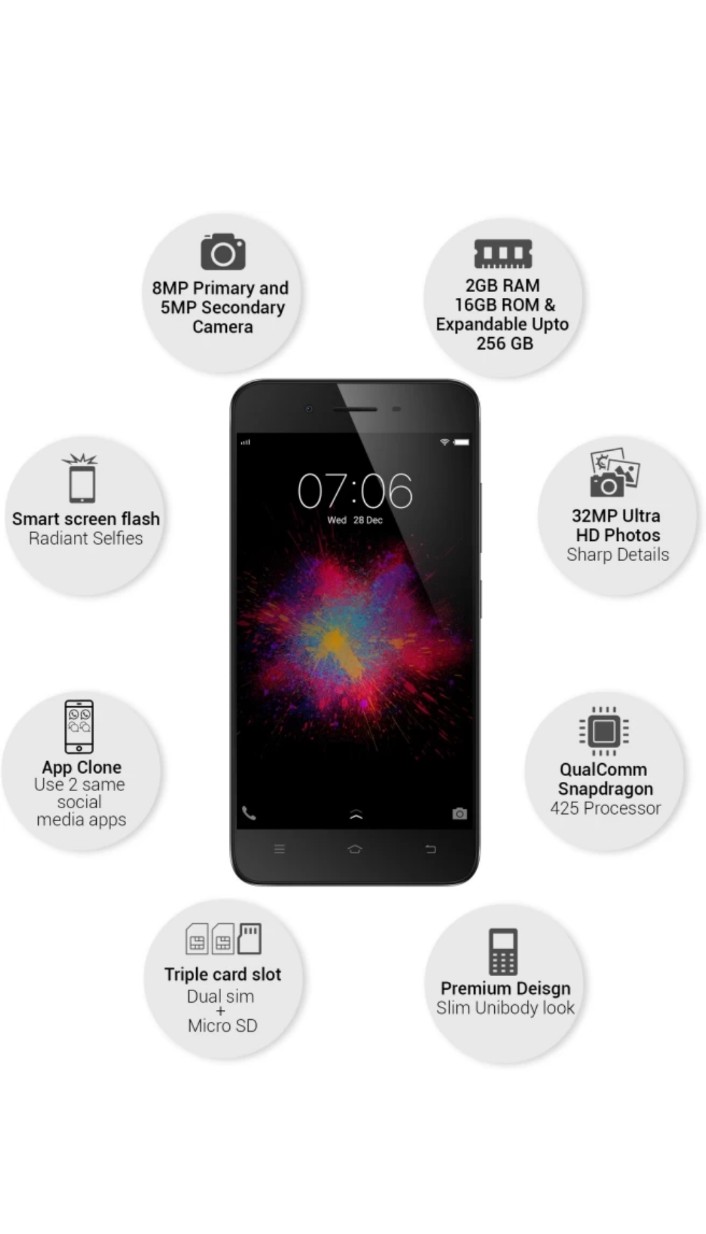 8MP Primary and
5MP Secondary
Camera
2GB RAM
16GB ROM &
Expandable Upto
256 GB
Smart screen flash
Radiant Selfies
07:06
Wed 28 Dec
32MP Ultra
HD Photos
Sharp Details
App Clone
Use 2 same
social
media apps
QualComm
Snapdragon
425 Processor
Triple card slot
Dual sim
+
Micro SD
Premium Deisgn
Slim Unibody look